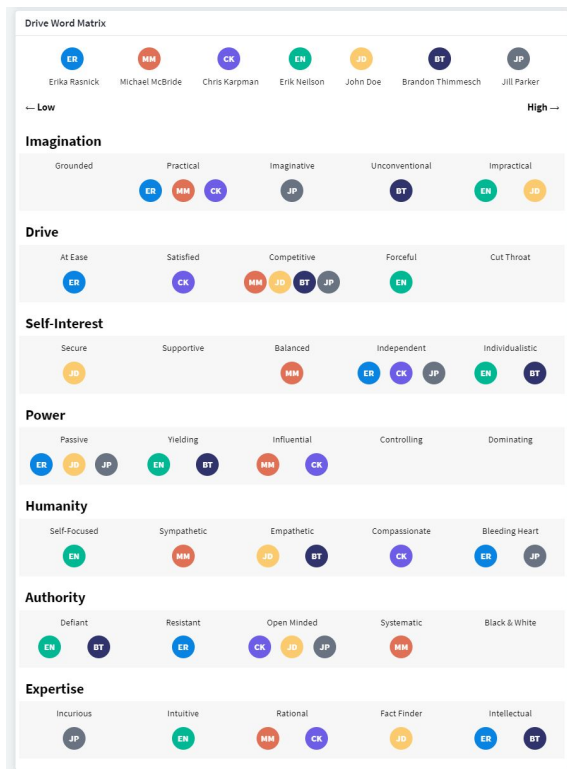 Drive Word Matrix
ER MM CK EN JD BT JP
Erika Rasnick Michael McBride Chris Karpman Erik Neilson John Doe Brandon Thimmesch Jill Parker
← Low High →
Imagination
Grounded Practical Imaginative Unconventional Impractical
ER MM CK JP BT EN JD
Drive
At Ease Satisfied Competitive Forceful Cut Throat
ER CK MM JD BT JP EN
Self-Interest
Secure Supportive Balanced Independent Individualistic
JD MM ER CK JP EN BT
Power
Passive Yielding Influential Controlling Dominating
ER JD JP EN BT MM CK
Humanity
Self-Focused Sympathetic Empathetic Compassionate Bleeding Heart
EN MM JD BT CK ER JP
Authority
Defiant Resistant Open Minded Systematic Black & White
EN BT ER CK JD JP MM
Expertise
Incurious Intuitive Rational Fact Finder Intellectual
JP EN MM CK JD ER BT